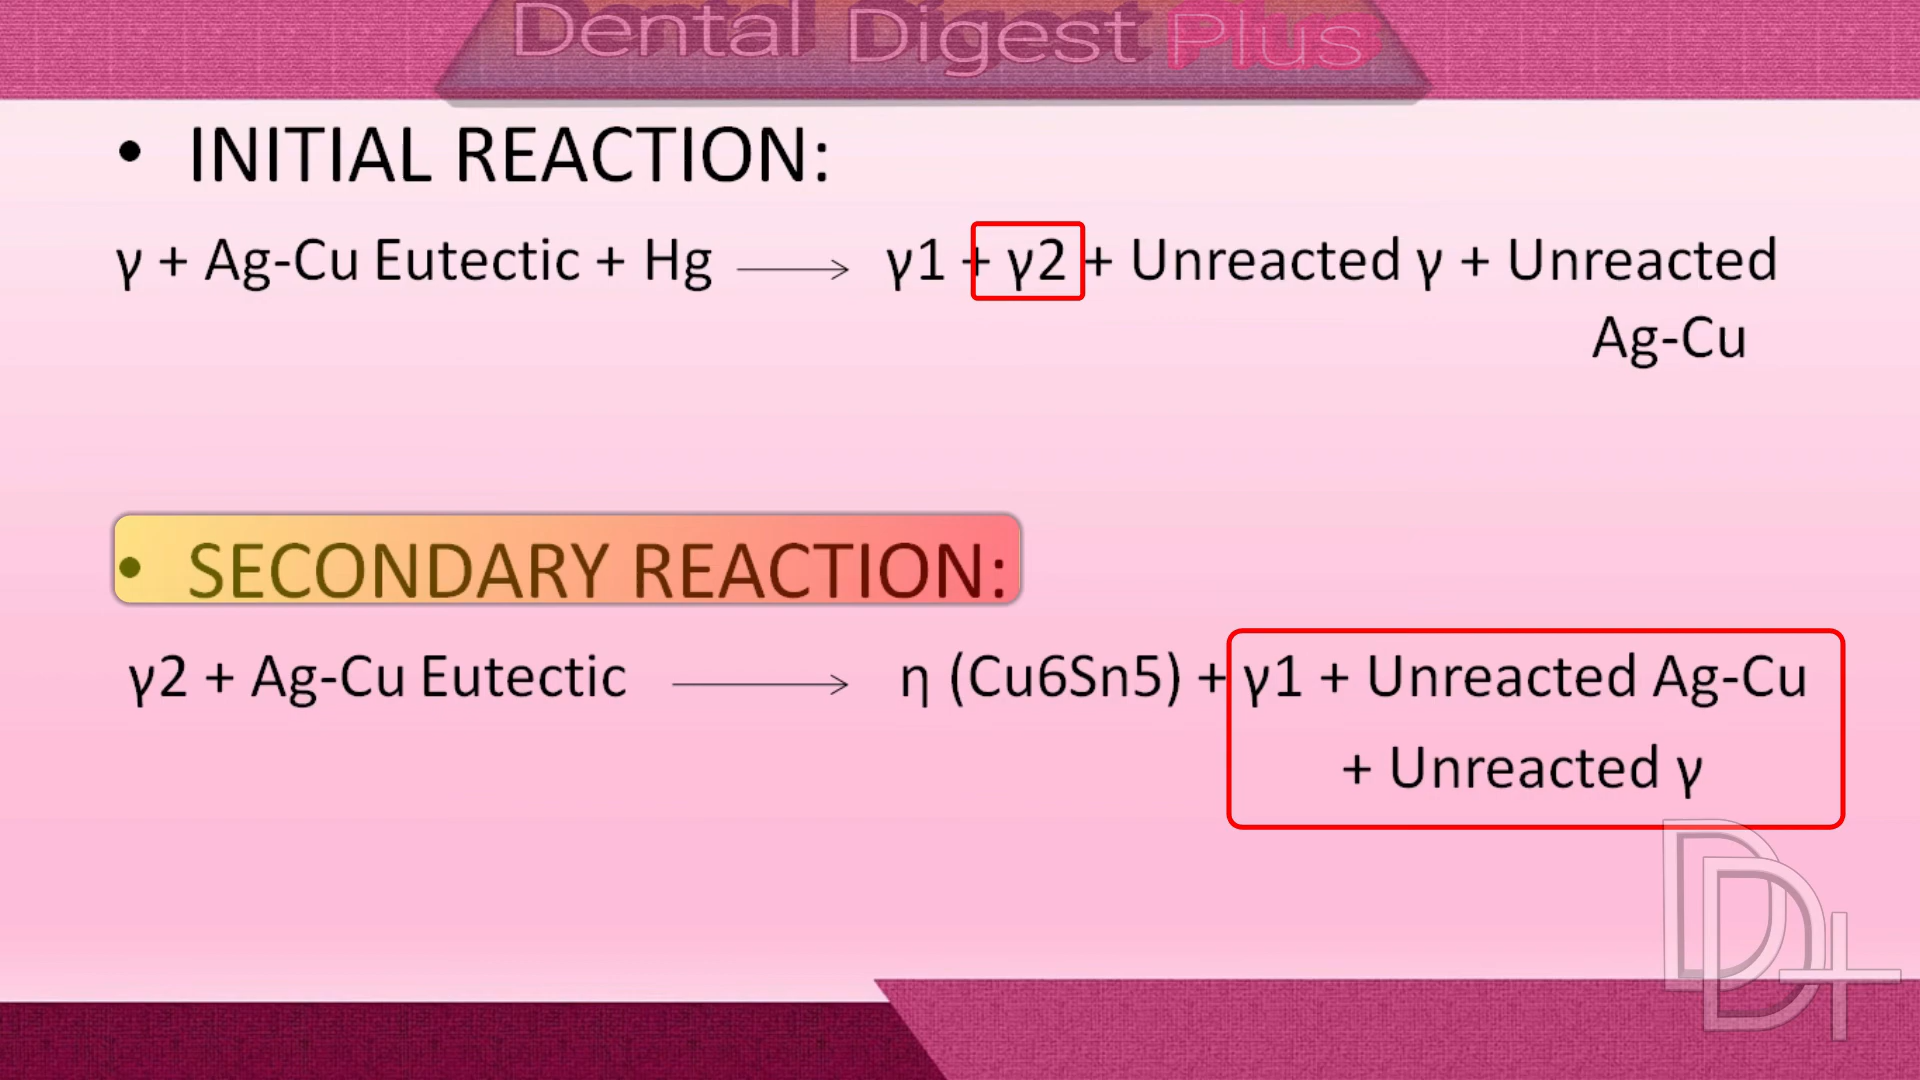 Dental Digest Plus
• INITIAL REACTION:
γ + Ag-Cu Eutectic + Hg ⟶ γ1 + γ2 + Unreacted γ + Unreacted
Ag-Cu
• SECONDARY REACTION:
γ2 + Ag-Cu Eutectic ⟶ η (Cu6Sn5) + γ1 + Unreacted Ag-Cu
+ Unreacted γ
DD+